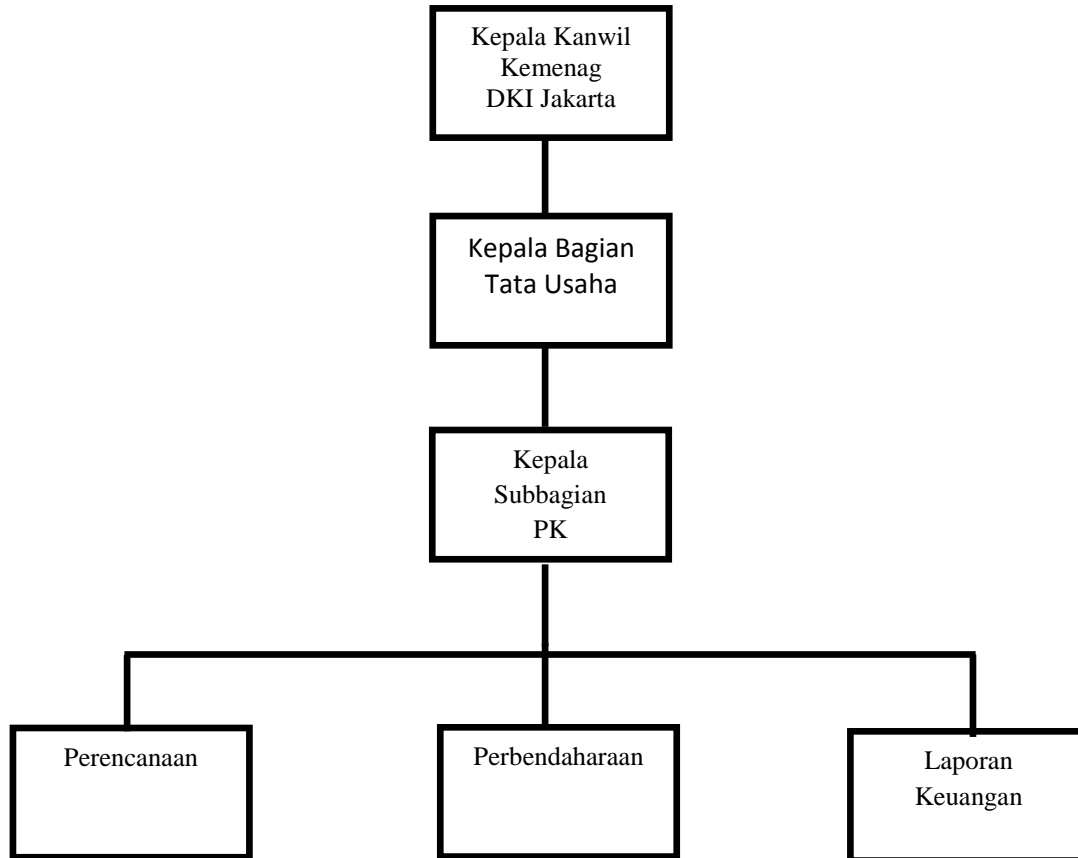 Kepala Kanwil
Kemenag
DKI Jakarta
Kepala Bagian
Tata Usaha
Kepala
Subbagian
PK
Perencanaan
Perbendaharaan
Laporan
Keuangan